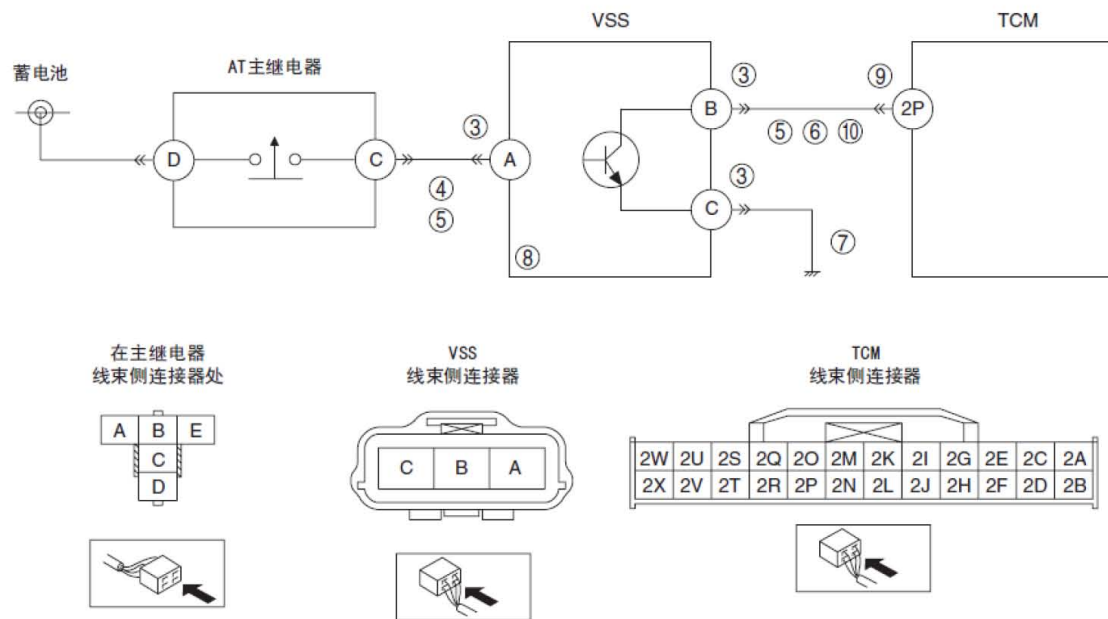 VSS
TCM
蓄电池
AT主继电器
D
C
③
A
④
⑤
⑧
B
③
⑤ ⑥ ⑩
⑨
2P
C
③
⑦
在主继电器
线束侧连接器处
A B E
C
D
VSS
线束侧连接器
C B A
TCM
线束侧连接器
2W 2U 2S 2Q 2O 2M 2K 2I 2G 2E 2C 2A
2X 2V 2T 2R 2P 2N 2L 2J 2H 2F 2D 2B